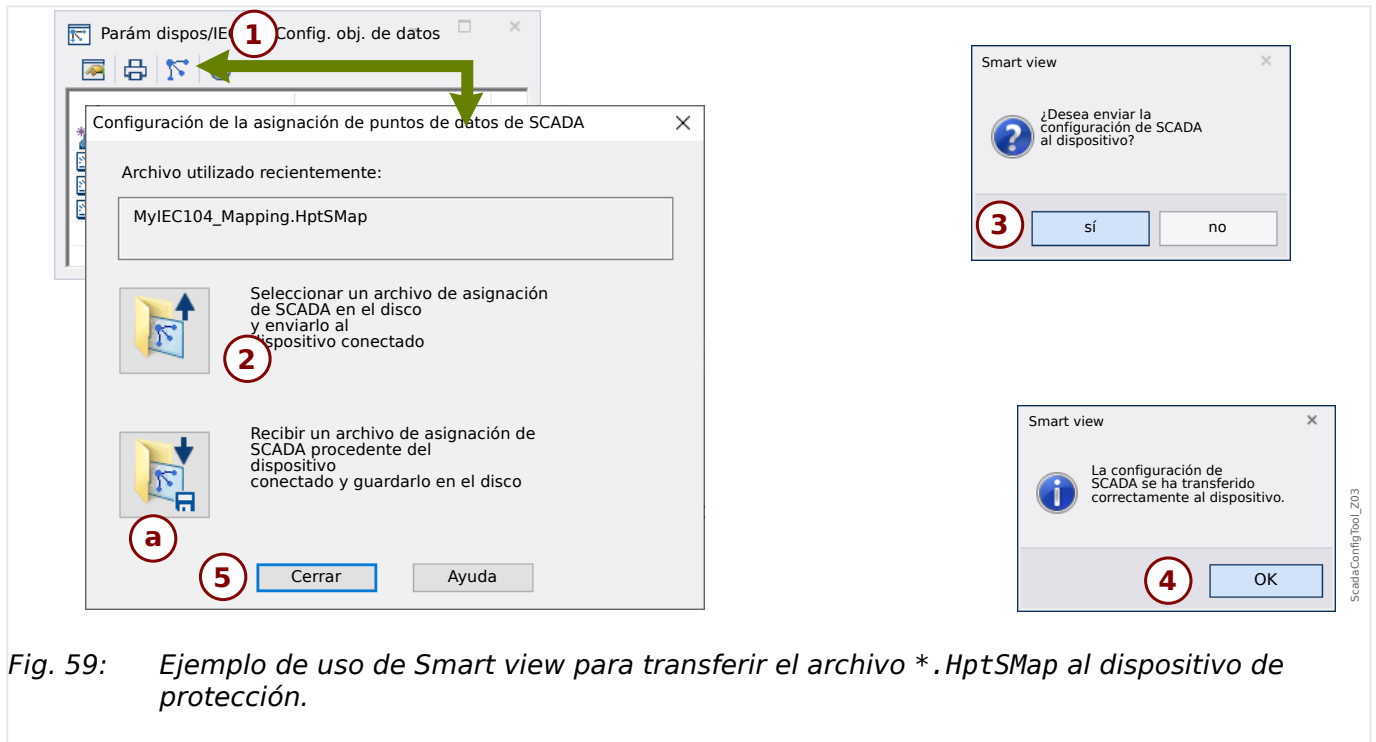 Parám dispos/IE
1
Config. obj. de datos
Configuración de la asignación de puntos de datos de SCADA
Archivo utilizado recientemente:
MyIEC104_Mapping.HptSMap
Seleccionar un archivo de asignación
de SCADA en el disco
y enviarlo al
dispositivo conectado
2
Recibir un archivo de asignación de
SCADA procedente del
dispositivo
conectado y guardarlo en el disco
a
5
Cerrar
Ayuda
Smart view
¿Desea enviar la
configuración de SCADA
al dispositivo?
3
sí
no
Smart view
La configuración de
SCADA se ha transferido
correctamente al dispositivo.
4
OK
ScadaConfigTool_Z03
Fig. 59: Ejemplo de uso de Smart view para transferir el archivo *.HptSMap al dispositivo de
protección.